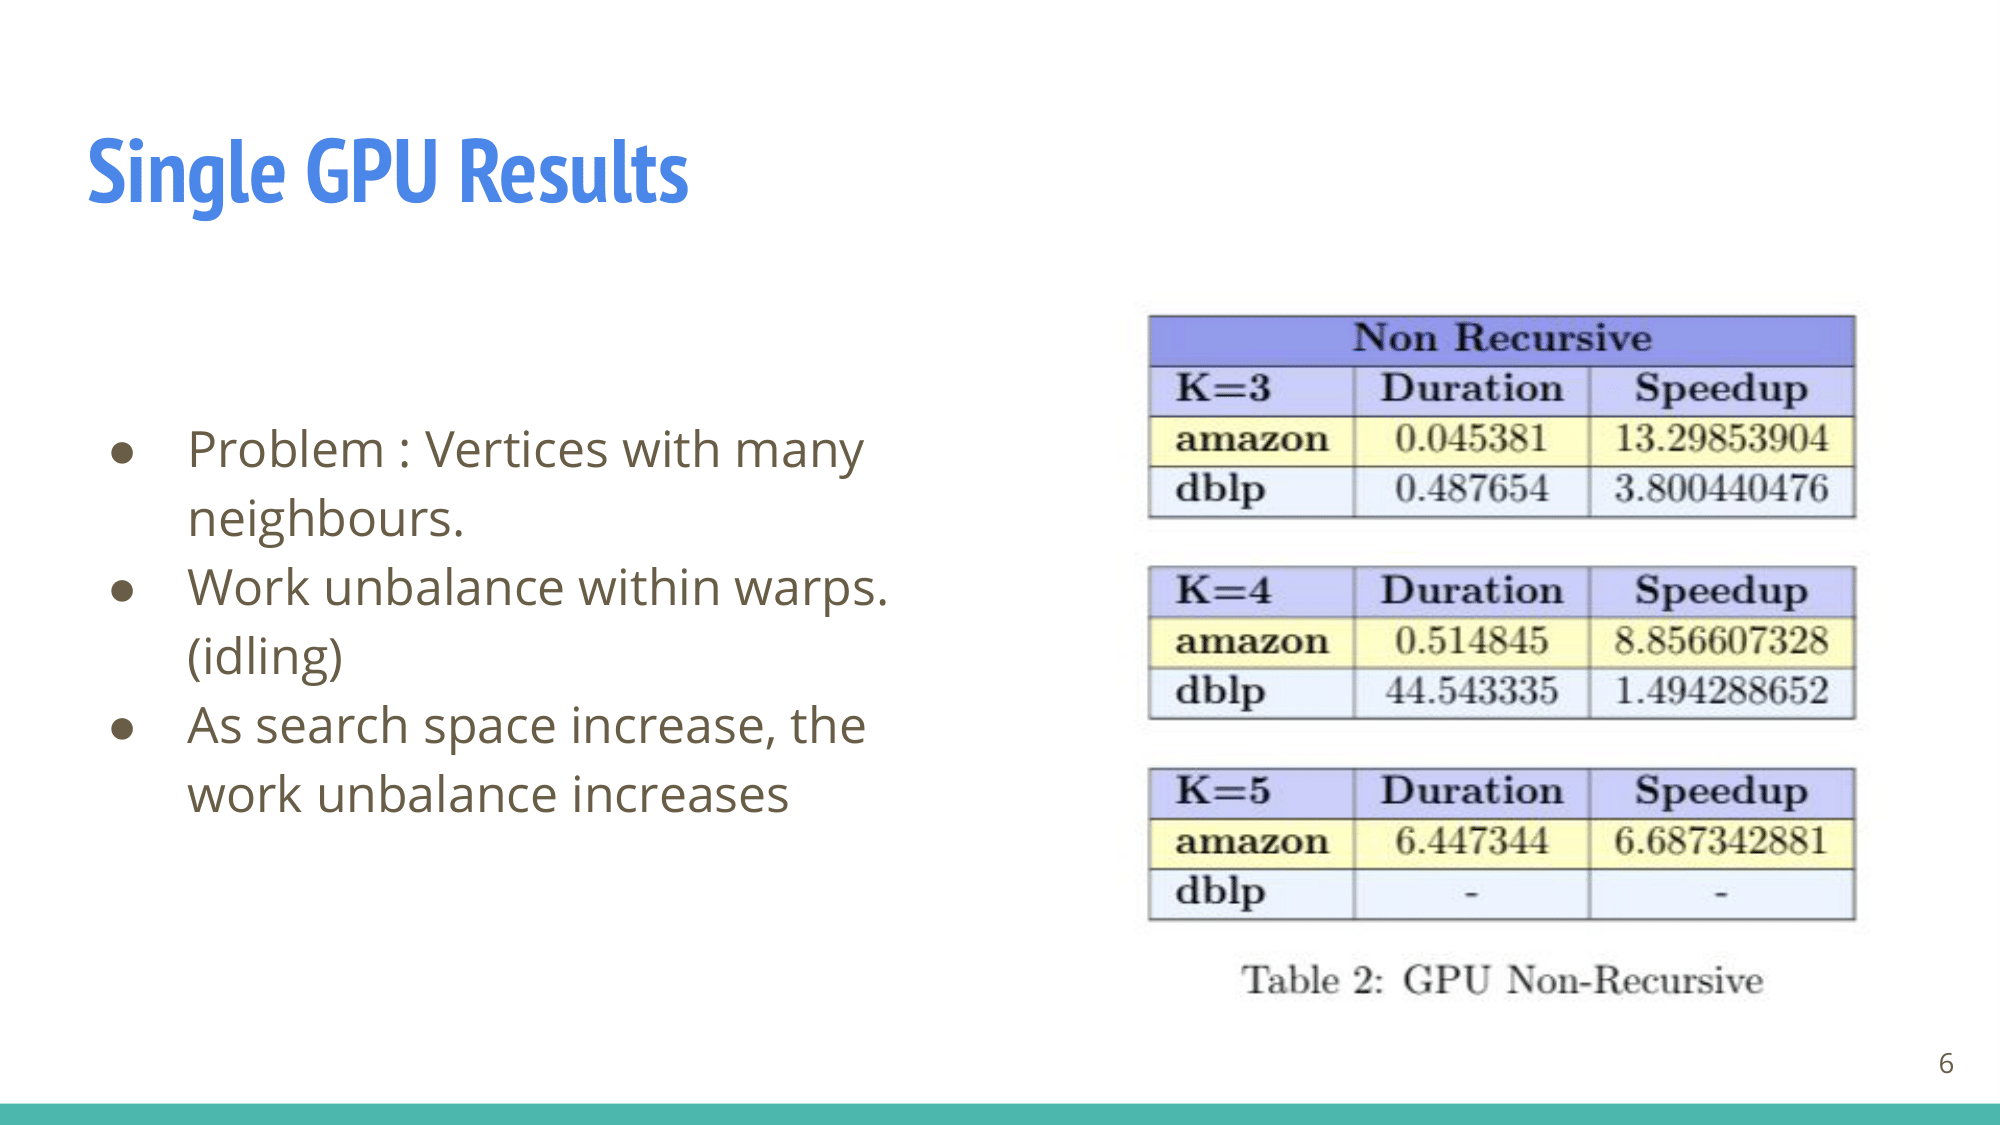 Single GPU Results
● Problem : Vertices with many
neighbours.
● Work unbalance within warps.
(idling)
● As search space increase, the
work unbalance increases
Non Recursive
K=3 Duration Speedup
amazon 0.045381 13.29853904
dblp 0.487654 3.800440476
K=4 Duration Speedup
amazon 0.514845 8.856607328
dblp 44.543335 1.494288652
K=5 Duration Speedup
amazon 6.447344 6.687342881
dblp - -
Table 2: GPU Non-Recursive
6